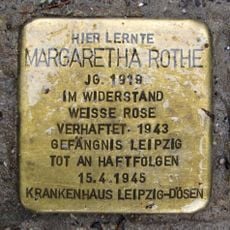 HIER LERNTE
MARGARETHA ROTHE
JG. 1919
IM WIDERSTAND
WEISSE ROSE
VERHAFTET 1943
GEFÄNGNIS LEIPZIG
TOT AN HAFTFOLGEN
15.4.1945
KRANKENHAUS LEIPZIG-DÖSEN